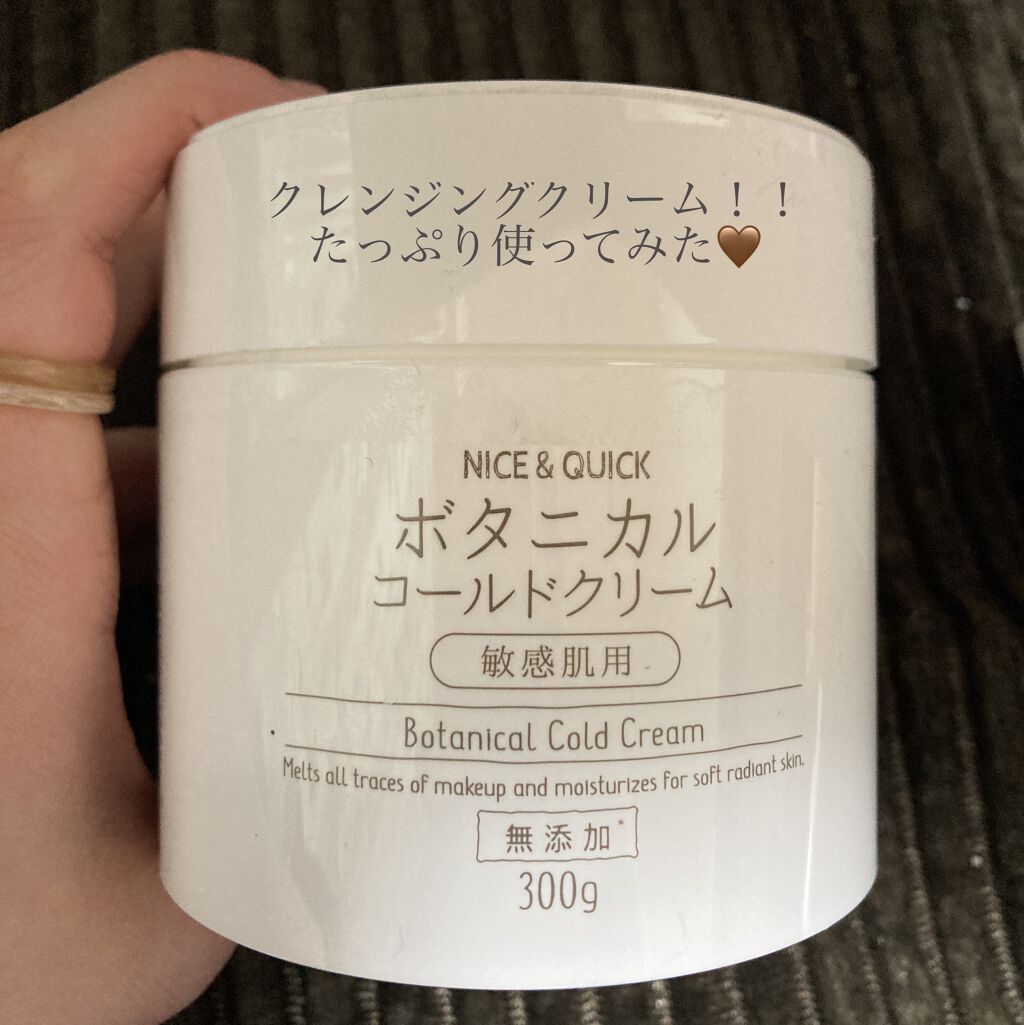 クレンジングクリーム！！
たっぷり使ってみた🤎
NICE & QUICK
ボタニカル
コールドクリーム
敏感肌用
Botanical Cold Cream
Melts all traces of makeup and moisturizes for soft radiant skin.
無添加*
300g